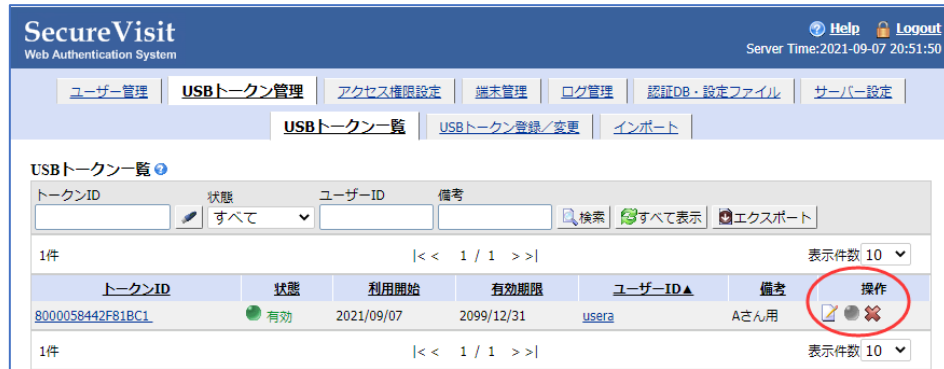 SecureVisit
Web Authentication System
Help Logout
Server Time:2021-09-07 20:51:50
ユーザー管理 USBトークン管理 アクセス権限設定 端末管理 ログ管理 認証DB・設定ファイル サーバー設定
USBトークン一覧 USBトークン登録／変更 インポート
USBトークン一覧
トークンID 状態 ユーザーID 備考
すべて 検索 すべて表示 エクスポート
1件 |<< 1 / 1 >>| 表示件数 10
トークンID 状態 利用開始 有効期限 ユーザーID▲ 備考 操作
8000058442F81BC1 有効 2021/09/07 2099/12/31 usera Aさん用
1件 |<< 1 / 1 >>| 表示件数 10